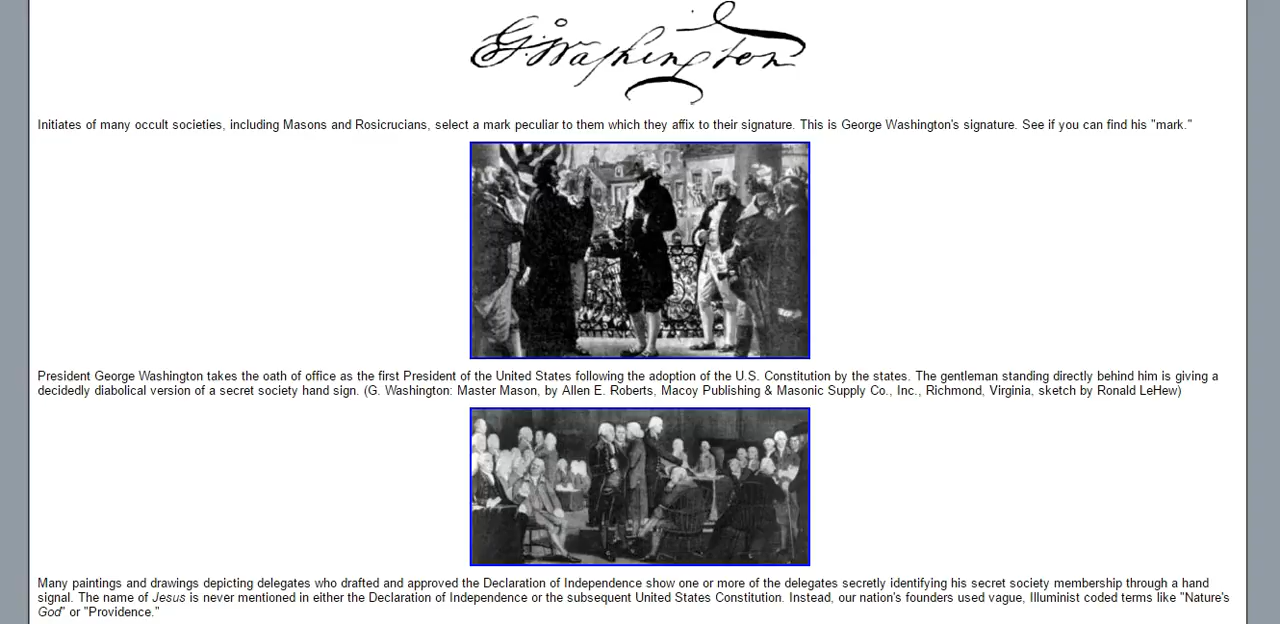 G. Washington
Initiates of many occult societies, including Masons and Rosicrucians, select a mark peculiar to them which they affix to their signature. This is George Washington's signature. See if you can find his "mark."
President George Washington takes the oath of office as the first President of the United States following the adoption of the U.S. Constitution by the states. The gentleman standing directly behind him is giving a
decidedly diabolical version of a secret society hand sign. (G. Washington: Master Mason, by Allen E. Roberts, Macoy Publishing & Masonic Supply Co., Inc., Richmond, Virginia, sketch by Ronald LeHew)
Many paintings and drawings depicting delegates who drafted and approved the Declaration of Independence show one or more of the delegates secretly identifying his secret society membership through a hand
signal. The name of Jesus is never mentioned in either the Declaration of Independence or the subsequent United States Constitution. Instead, our nation's founders used vague, Illuminist coded terms like "Nature's
God" or "Providence."